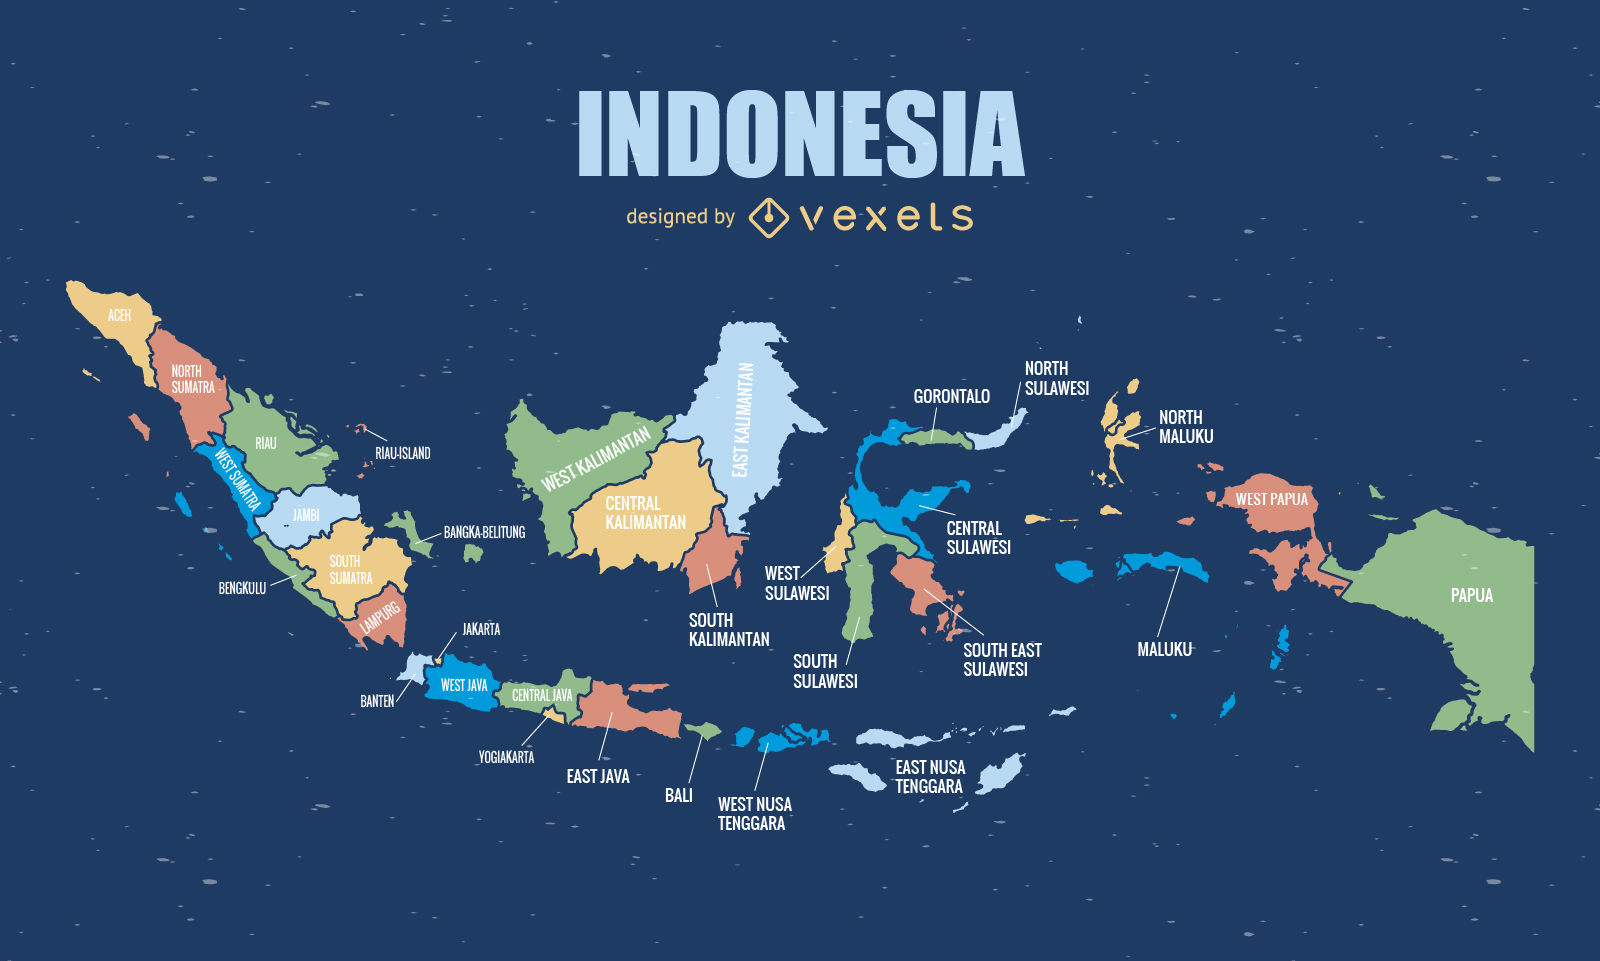 INDONESIA
designed by vexels
ACEH
NORTH
SUMATRA
RIAU
RIAU-ISLAND
WEST SUMATRA
JAMBI
BANGKA-BELITUNG
SOUTH
SUMATRA
BENGKULU
LAMPURG
JAKARTA
BANTEN
WEST JAVA
CENTRAL JAVA
YOGIAKARTA
EAST JAVA
BALI
WEST NUSA
TENGGARA
EAST NUSA
TENGGARA
WEST KALIMANTAN
CENTRAL
KALIMANTAN
EAST KALIMANTAN
SOUTH
KALIMANTAN
GORONTALO
NORTH
SULAWESI
CENTRAL
SULAWESI
WEST
SULAWESI
SOUTH
SULAWESI
SOUTH EAST
SULAWESI
NORTH
MALUKU
MALUKU
WEST PAPUA
PAPUA